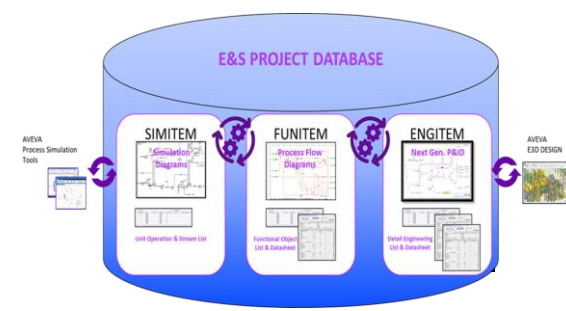 E&S PROJECT DATABASE
AVEVA
Process Simulation
Tools
SIMITEM
Simulation
Diagrams
Unit Operation & Stream List
FUNITEM
Process Flow
Diagrams
Functional Object
List & Datasheet
ENGITEM
Next Gen. P&ID
Detail Engineering
List & Datasheet
AVEVA
E3D DESIGN